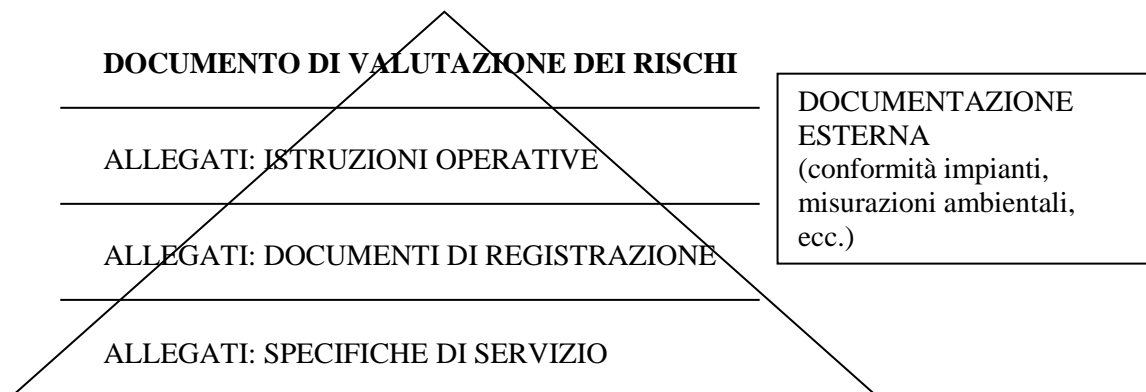 DOCUMENTO DI VALUTAZIONE DEI RISCHI
ALLEGATI: ISTRUZIONI OPERATIVE
ALLEGATI: DOCUMENTI DI REGISTRAZIONE
ALLEGATI: SPECIFICHE DI SERVIZIO
DOCUMENTAZIONE
ESTERNA
(conformità impianti,
misurazioni ambientali,
ecc.)